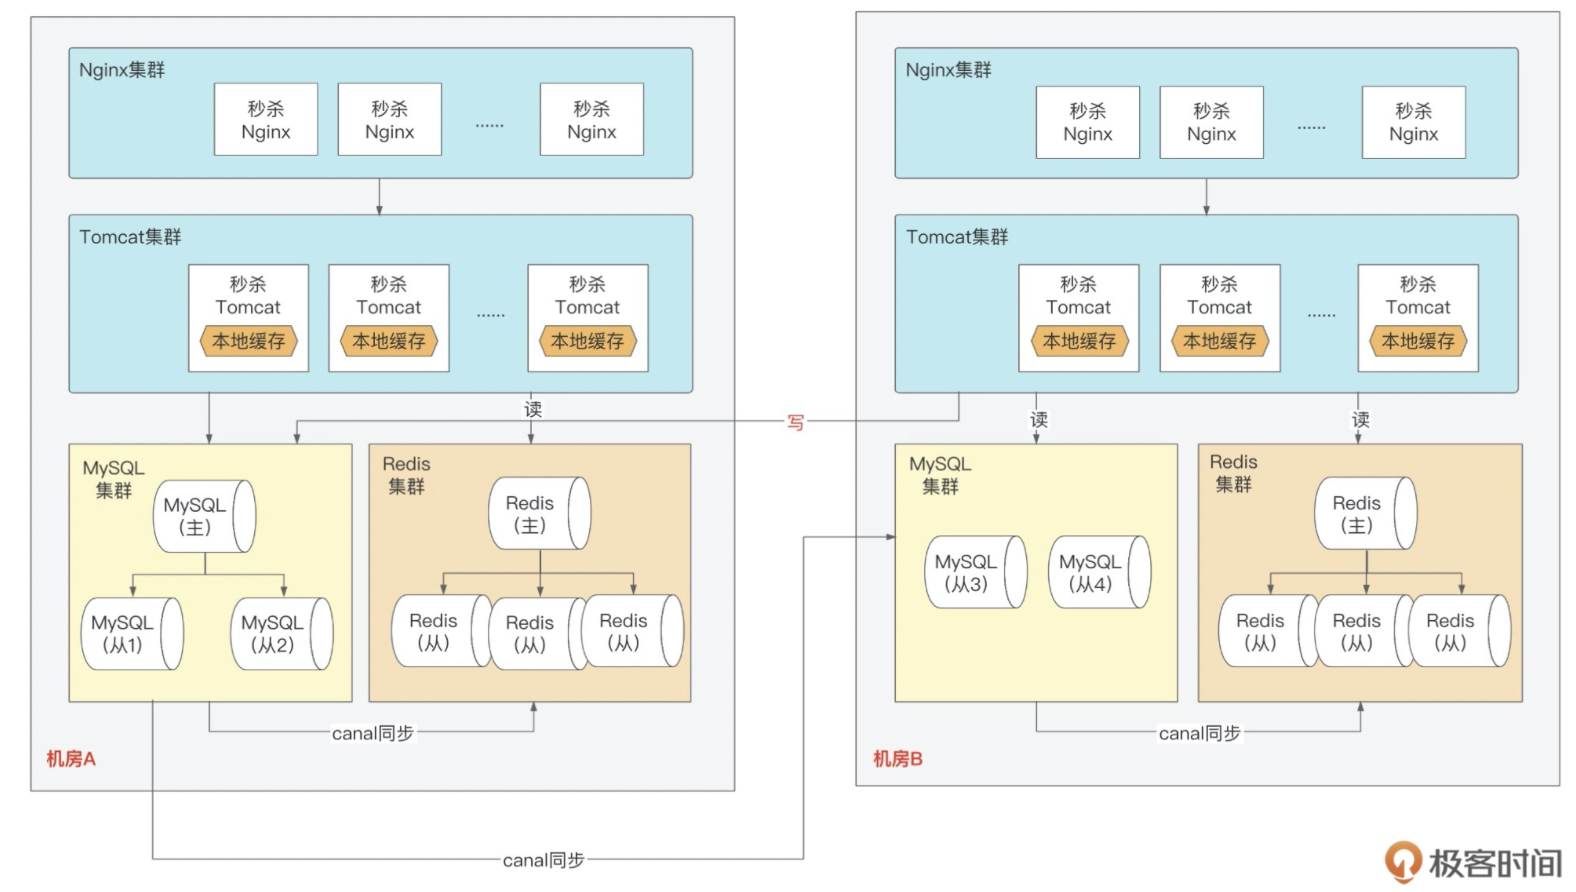 Nginx集群
秒杀
Nginx
秒杀
Nginx
......
秒杀
Nginx
Tomcat集群
秒杀
Tomcat
本地缓存
秒杀
Tomcat
本地缓存
......
秒杀
Tomcat
本地缓存
读
MySQL
集群
MySQL
(主)
MySQL
(从1)
MySQL
(从2)
Redis
集群
Redis
(主)
Redis
(从)
Redis
(从)
Redis
(从)
canal同步
机房A
写
canal同步
Nginx集群
秒杀
Nginx
秒杀
Nginx
......
秒杀
Nginx
Tomcat集群
秒杀
Tomcat
本地缓存
秒杀
Tomcat
本地缓存
......
秒杀
Tomcat
本地缓存
读
读
MySQL
集群
MySQL
(从3)
MySQL
(从4)
Redis
集群
Redis
(主)
Redis
(从)
Redis
(从)
Redis
(从)
canal同步
机房B
极客时间